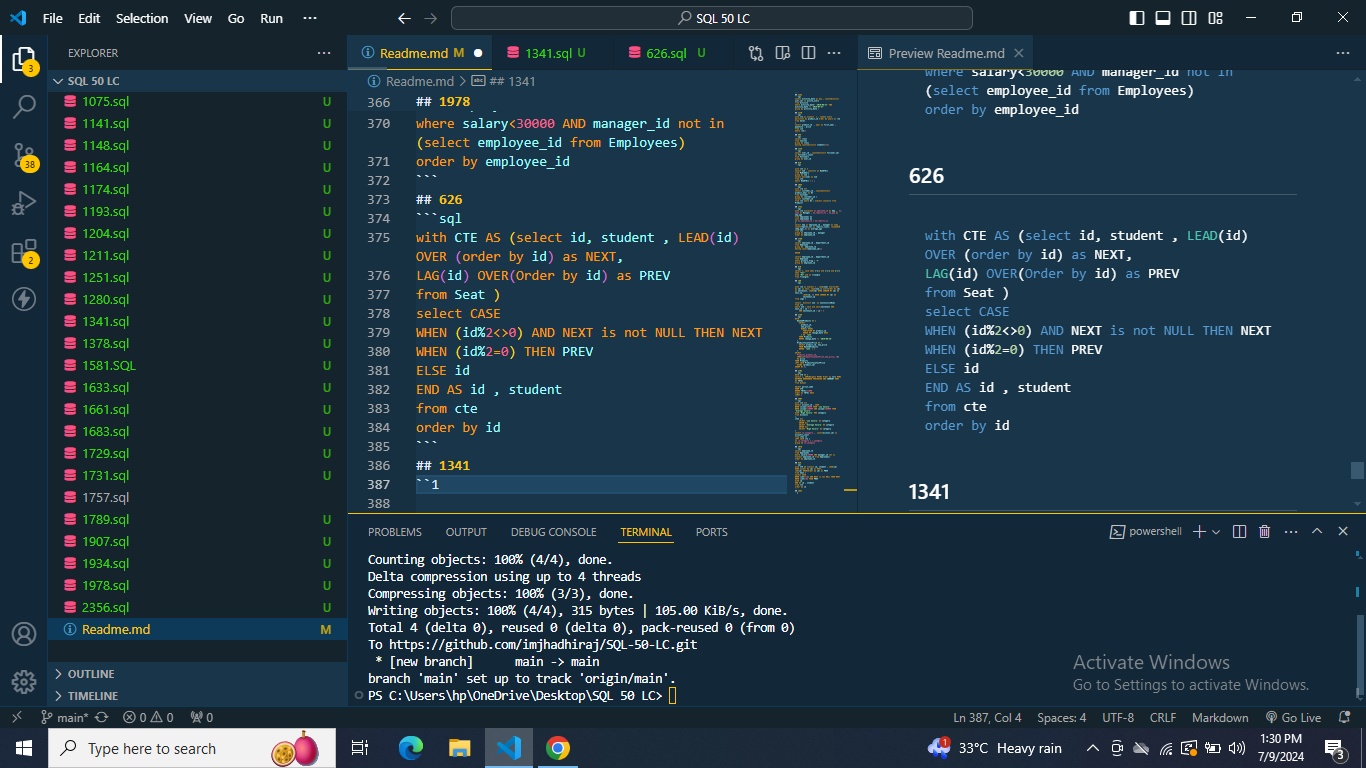 File Edit Selection View Go Run ···
SQL 50 LC
EXPLORER
SQL 50 LC
1075.sql U
1141.sql U
1148.sql U
1164.sql U
1174.sql U
1193.sql U
1204.sql U
1211.sql U
1251.sql U
1280.sql U
1341.sql U
1378.sql U
1581.SQL U
1633.sql U
1661.sql U
1683.sql U
1729.sql U
1731.sql U
1757.sql
1789.sql U
1907.sql U
1934.sql U
1978.sql U
2356.sql U
Readme.md M
OUTLINE
TIMELINE
3
38
2
Readme.md M
1341.sql U
626.sql U
Readme.md > ## 1341
366 ## 1978
370 where salary<30000 AND manager_id not in
(select employee_id from Employees)
371 order by employee_id
372 ```
373 ## 626
374 ```sql
375 with CTE AS (select id, student , LEAD(id)
OVER (order by id) as NEXT,
376 LAG(id) OVER(Order by id) as PREV
377 from Seat )
378 select CASE
379 WHEN (id%2<>0) AND NEXT is not NULL THEN NEXT
380 WHEN (id%2=0) THEN PREV
381 ELSE id
382 END AS id , student
383 from cte
384 order by id
385 ```
386 ## 1341
387 ``1
388
Preview Readme.md
where salary<30000 AND manager_id not in
(select employee_id from Employees)
order by employee_id
626
with CTE AS (select id, student , LEAD(id)
OVER (order by id) as NEXT,
LAG(id) OVER(Order by id) as PREV
from Seat )
select CASE
WHEN (id%2<>0) AND NEXT is not NULL THEN NEXT
WHEN (id%2=0) THEN PREV
ELSE id
END AS id , student
from cte
order by id
1341
PROBLEMS OUTPUT DEBUG CONSOLE TERMINAL PORTS
powershell
Counting objects: 100% (4/4), done.
Delta compression using up to 4 threads
Compressing objects: 100% (3/3), done.
Writing objects: 100% (4/4), 315 bytes | 105.00 KiB/s, done.
Total 4 (delta 0), reused 0 (delta 0), pack-reused 0 (from 0)
To https://github.com/imjhadhiraj/SQL-50-LC.git
* [new branch] main -> main
branch 'main' set up to track 'origin/main'.
PS C:\Users\hp\OneDrive\Desktop\SQL 50 LC>
Activate Windows
Go to Settings to activate Windows.
main* 0 0 0
Ln 387, Col 4 Spaces: 4 UTF-8 CRLF Markdown Go Live
Type here to search
1
33°C Heavy rain
1:30 PM
7/9/2024
3